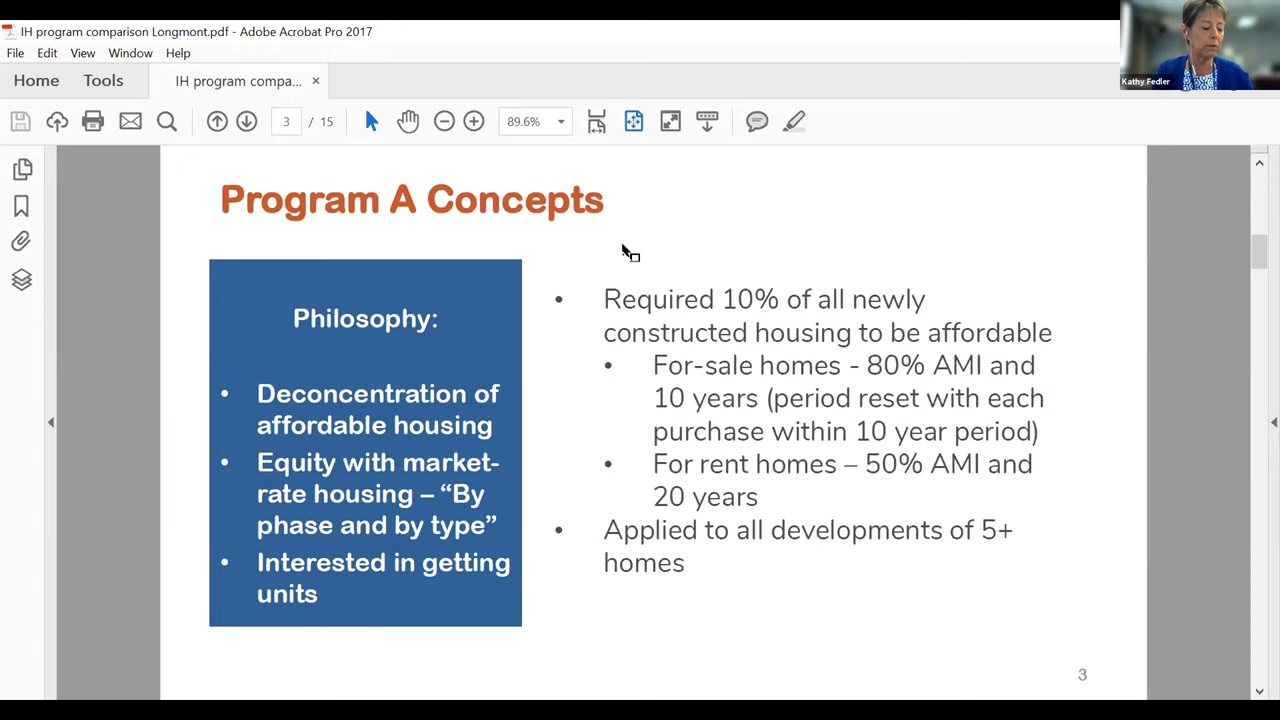 IH program comparison Longmont.pdf - Adobe Acrobat Pro 2017
File Edit View Window Help
Home Tools IH program compa... ×
3 / 15 89.6%
Kathy Fedler
Program A Concepts
Philosophy:
• Deconcentration of
affordable housing
• Equity with market-
rate housing – “By
phase and by type”
• Interested in getting
units
• Required 10% of all newly
constructed housing to be affordable
• For-sale homes - 80% AMI and
10 years (period reset with each
purchase within 10 year period)
• For rent homes – 50% AMI and
20 years
• Applied to all developments of 5+
homes
3